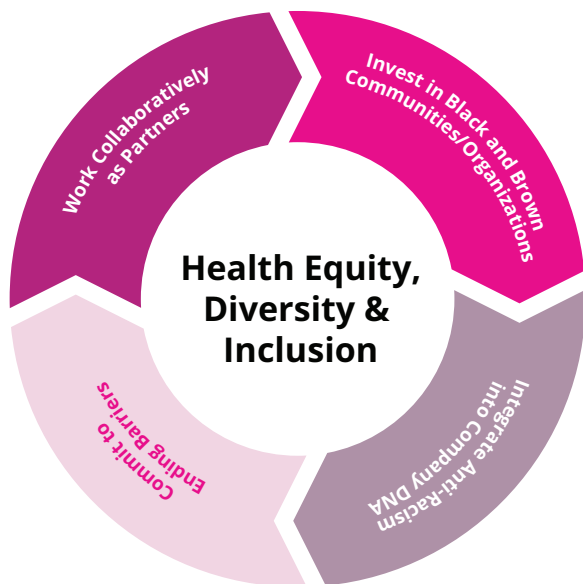 Work Collaboratively
as Partners
Invest in Black and Brown
Communities/Organizations
Health Equity,
Diversity &
Inclusion
Integrate Anti-Racism
into Company DNA
Commit to
Ending Barriers